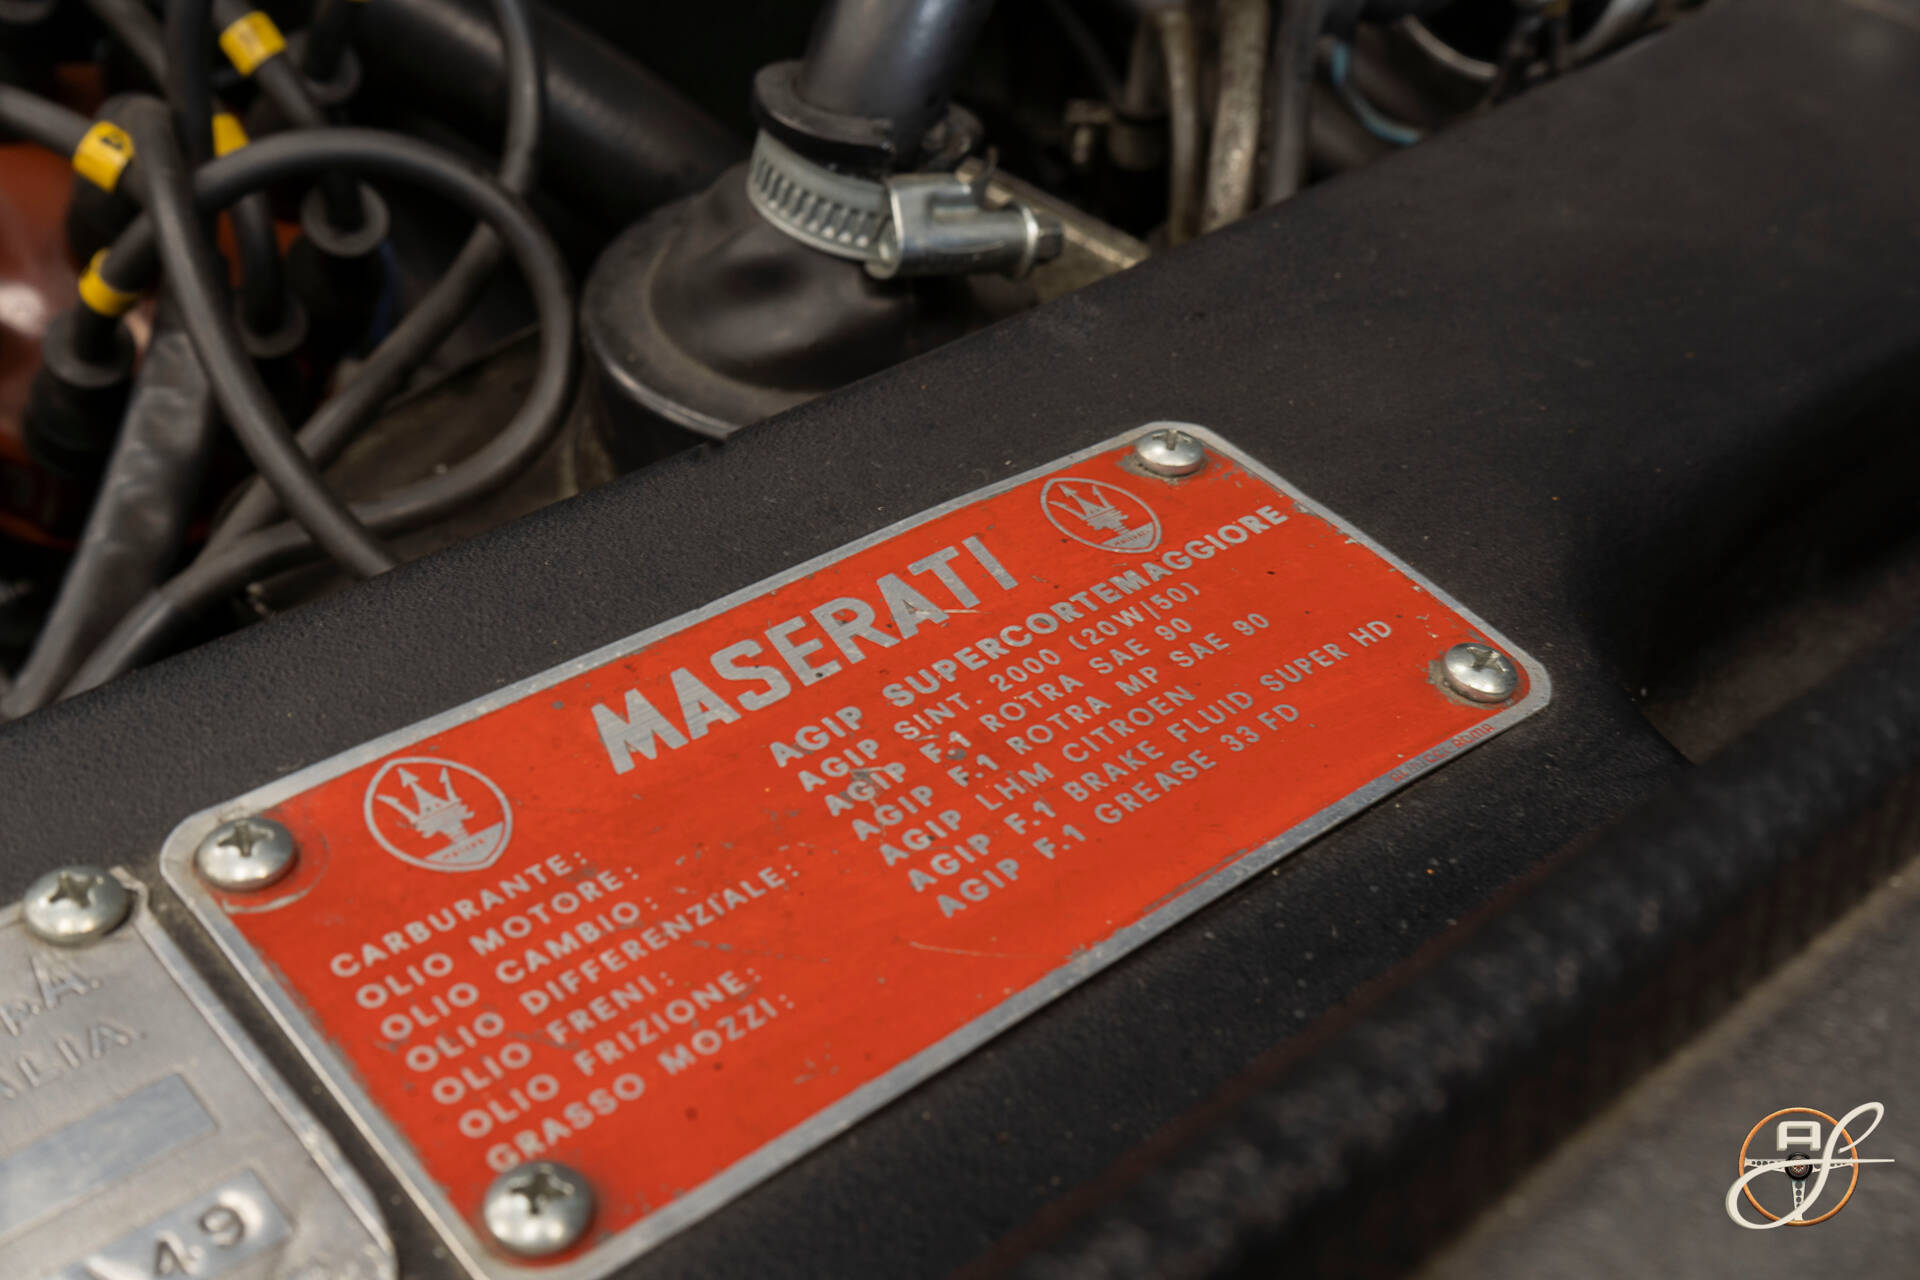 MASERATI
CARBURANTE: AGIP SUPERCORTEMAGGIORE
OLIO MOTORE: AGIP SINT. 2000 (20W/50)
OLIO CAMBIO: AGIP F.1 ROTRA SAE 90
OLIO DIFFERENZIALE: AGIP F.1 ROTRA MP SAE 90
OLIO FRENI: AGIP LHM CITROEN
OLIO FRIZIONE: AGIP F.1 BRAKE FLUID SUPER HD
GRASSO MOZZI: AGIP F.1 GREASE 33 FD
49